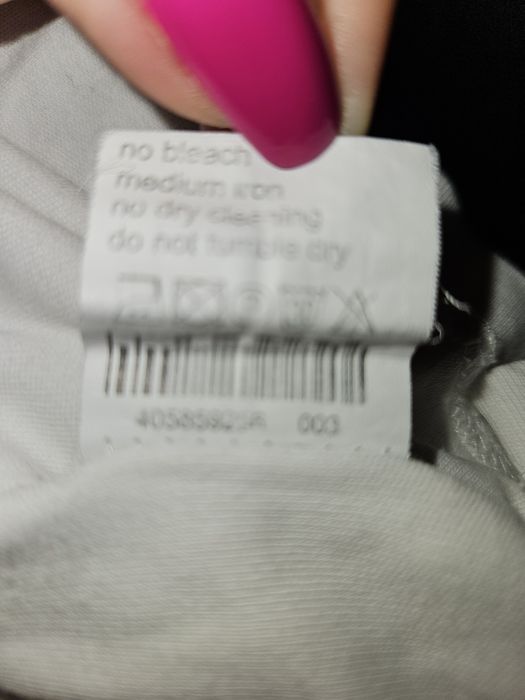 no bleach
medium iron
no dry cleaning
do not tumble dry
003